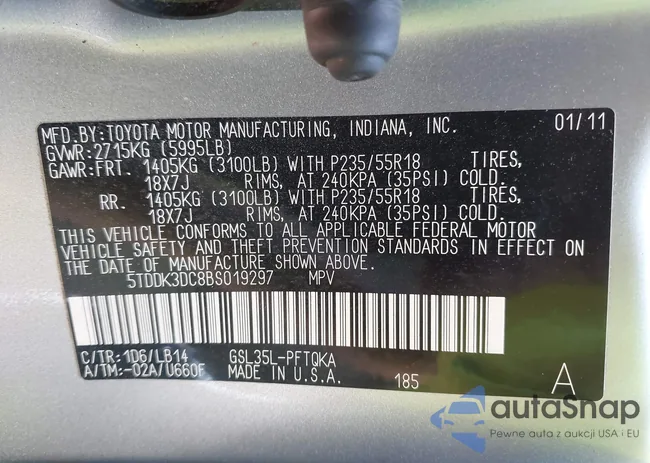 MFD.BY:TOYOTA MOTOR MANUFACTURING, INDIANA, INC. 01/11
GVWR:2715KG (5995LB)
GAWR:FRT. 1405KG (3100LB) WITH P235/55R18 TIRES,
18X7J RIMS, AT 240KPA (35PSI) COLD.
RR. 1405KG (3100LB) WITH P235/55R18 TIRES,
18X7J RIMS, AT 240KPA (35PSI) COLD.
THIS VEHICLE CONFORMS TO ALL APPLICABLE FEDERAL MOTOR
VEHICLE SAFETY AND THEFT PREVENTION STANDARDS IN EFFECT ON
THE DATE OF MANUFACTURE SHOWN ABOVE.
5TDDK3DC8BS019297 MPV
C/TR:1D6/LB14 GSL35L-PFTQKA
A/TM:-02A/U660F MADE IN U.S.A. 185 A
autaSnap
Pewne auta z aukcji USA i EU